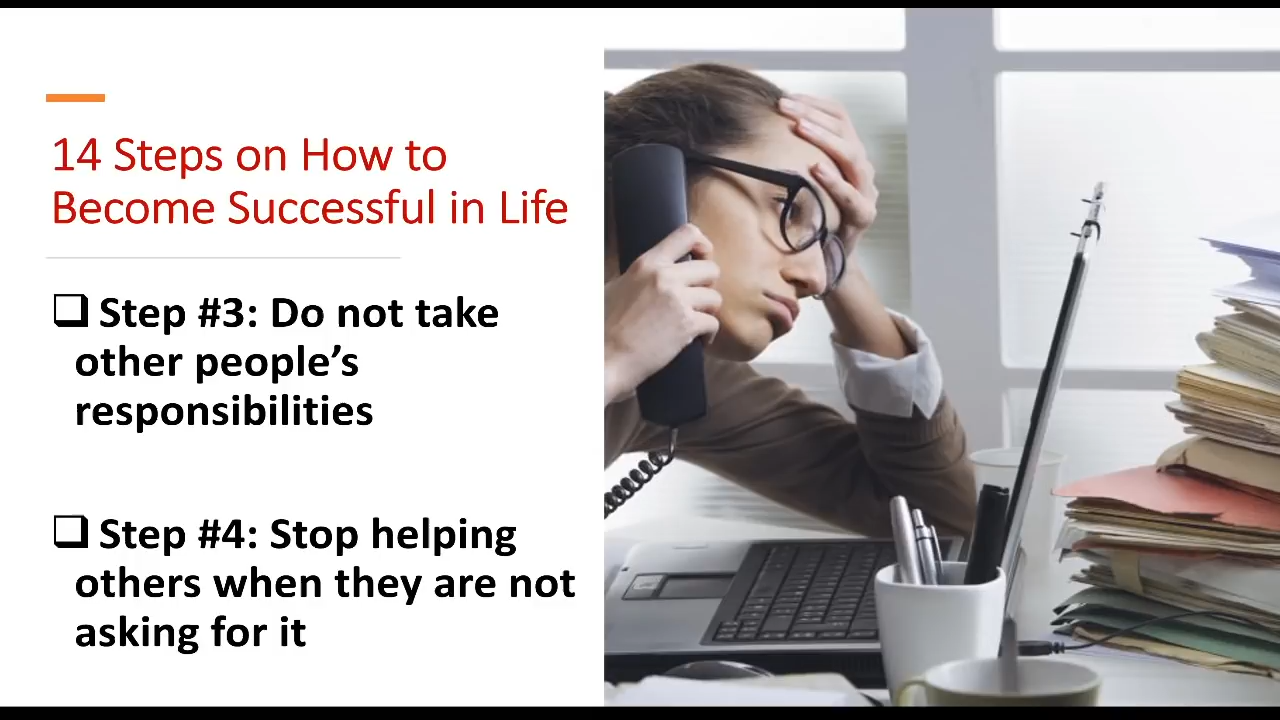 14 Steps on How to
Become Successful in Life
❑ Step #3: Do not take
other people’s
responsibilities
❑ Step #4: Stop helping
others when they are not
asking for it